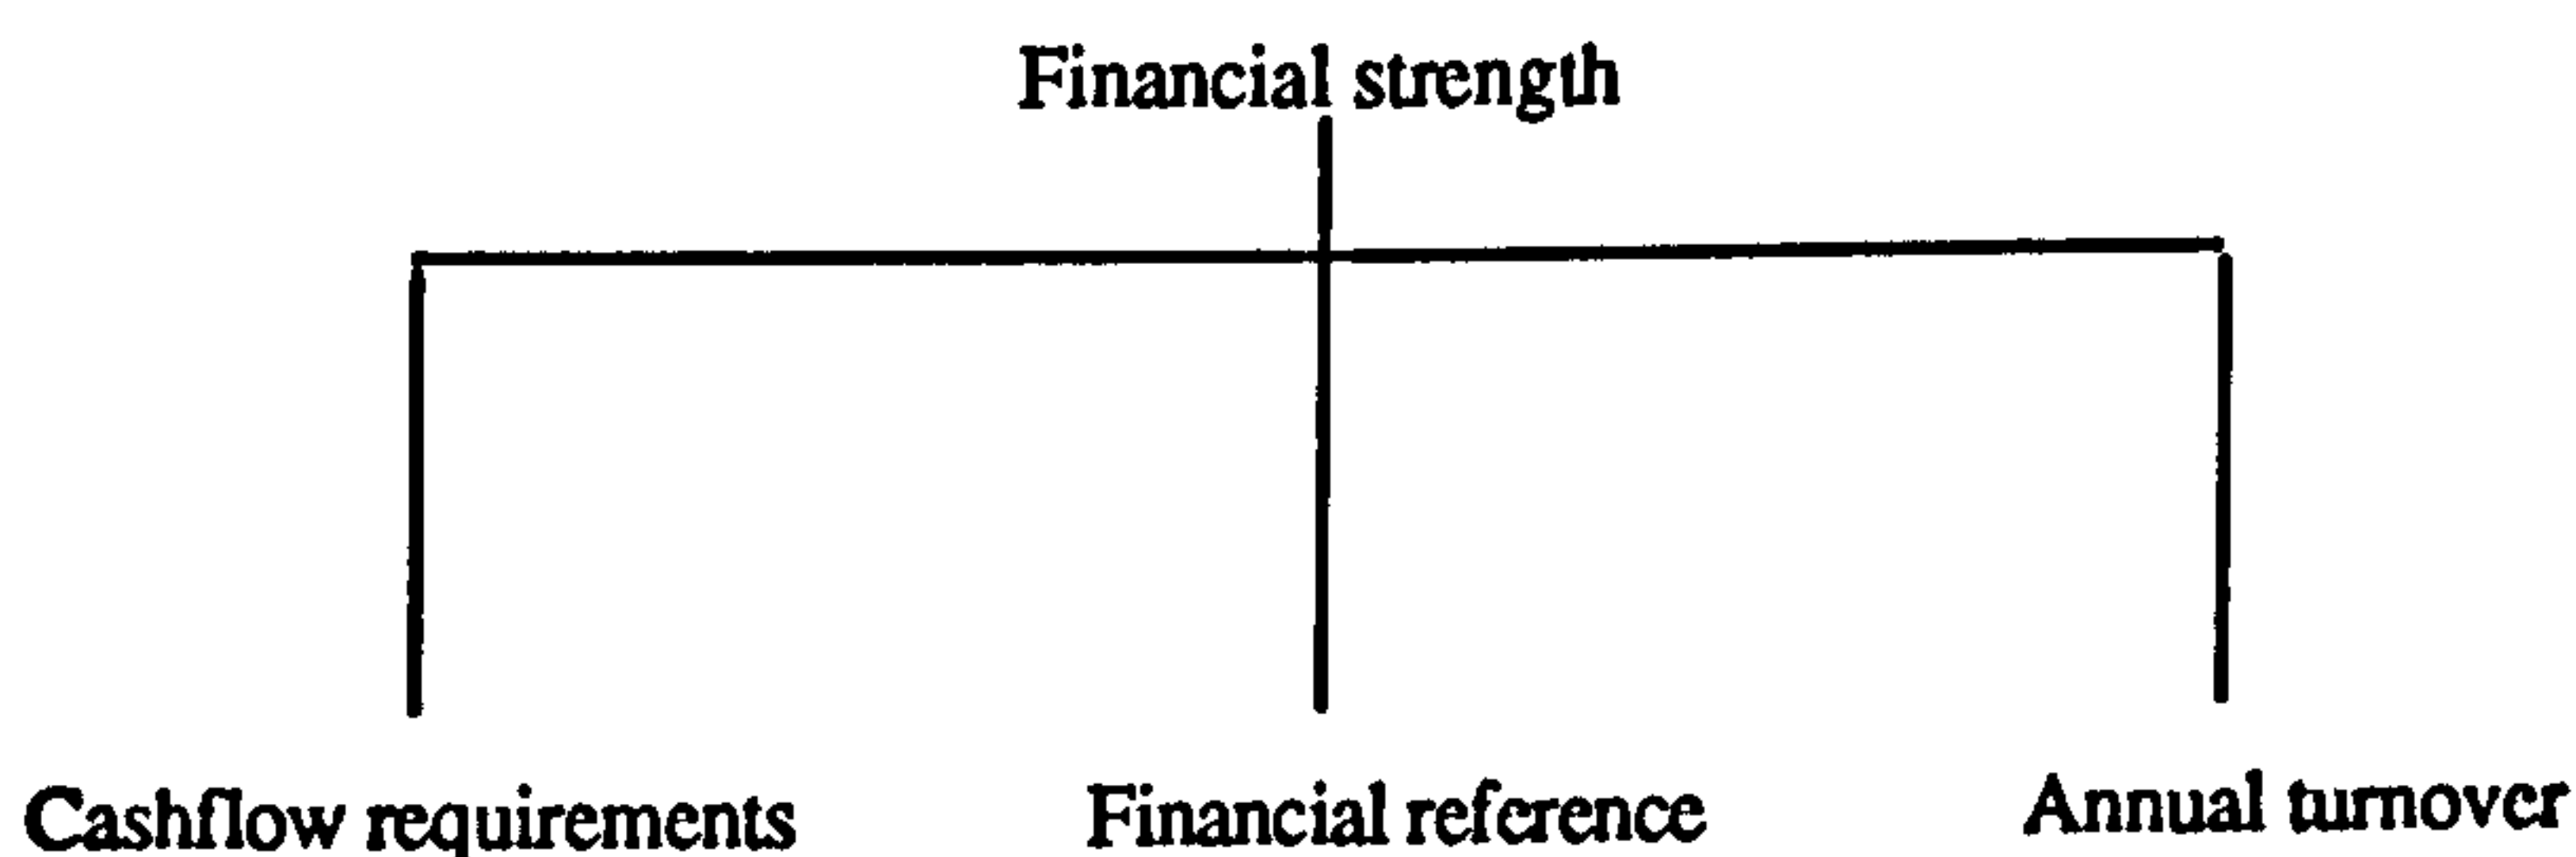 Financial strength
Cashflow requirements
Financial reference
Annual turnover